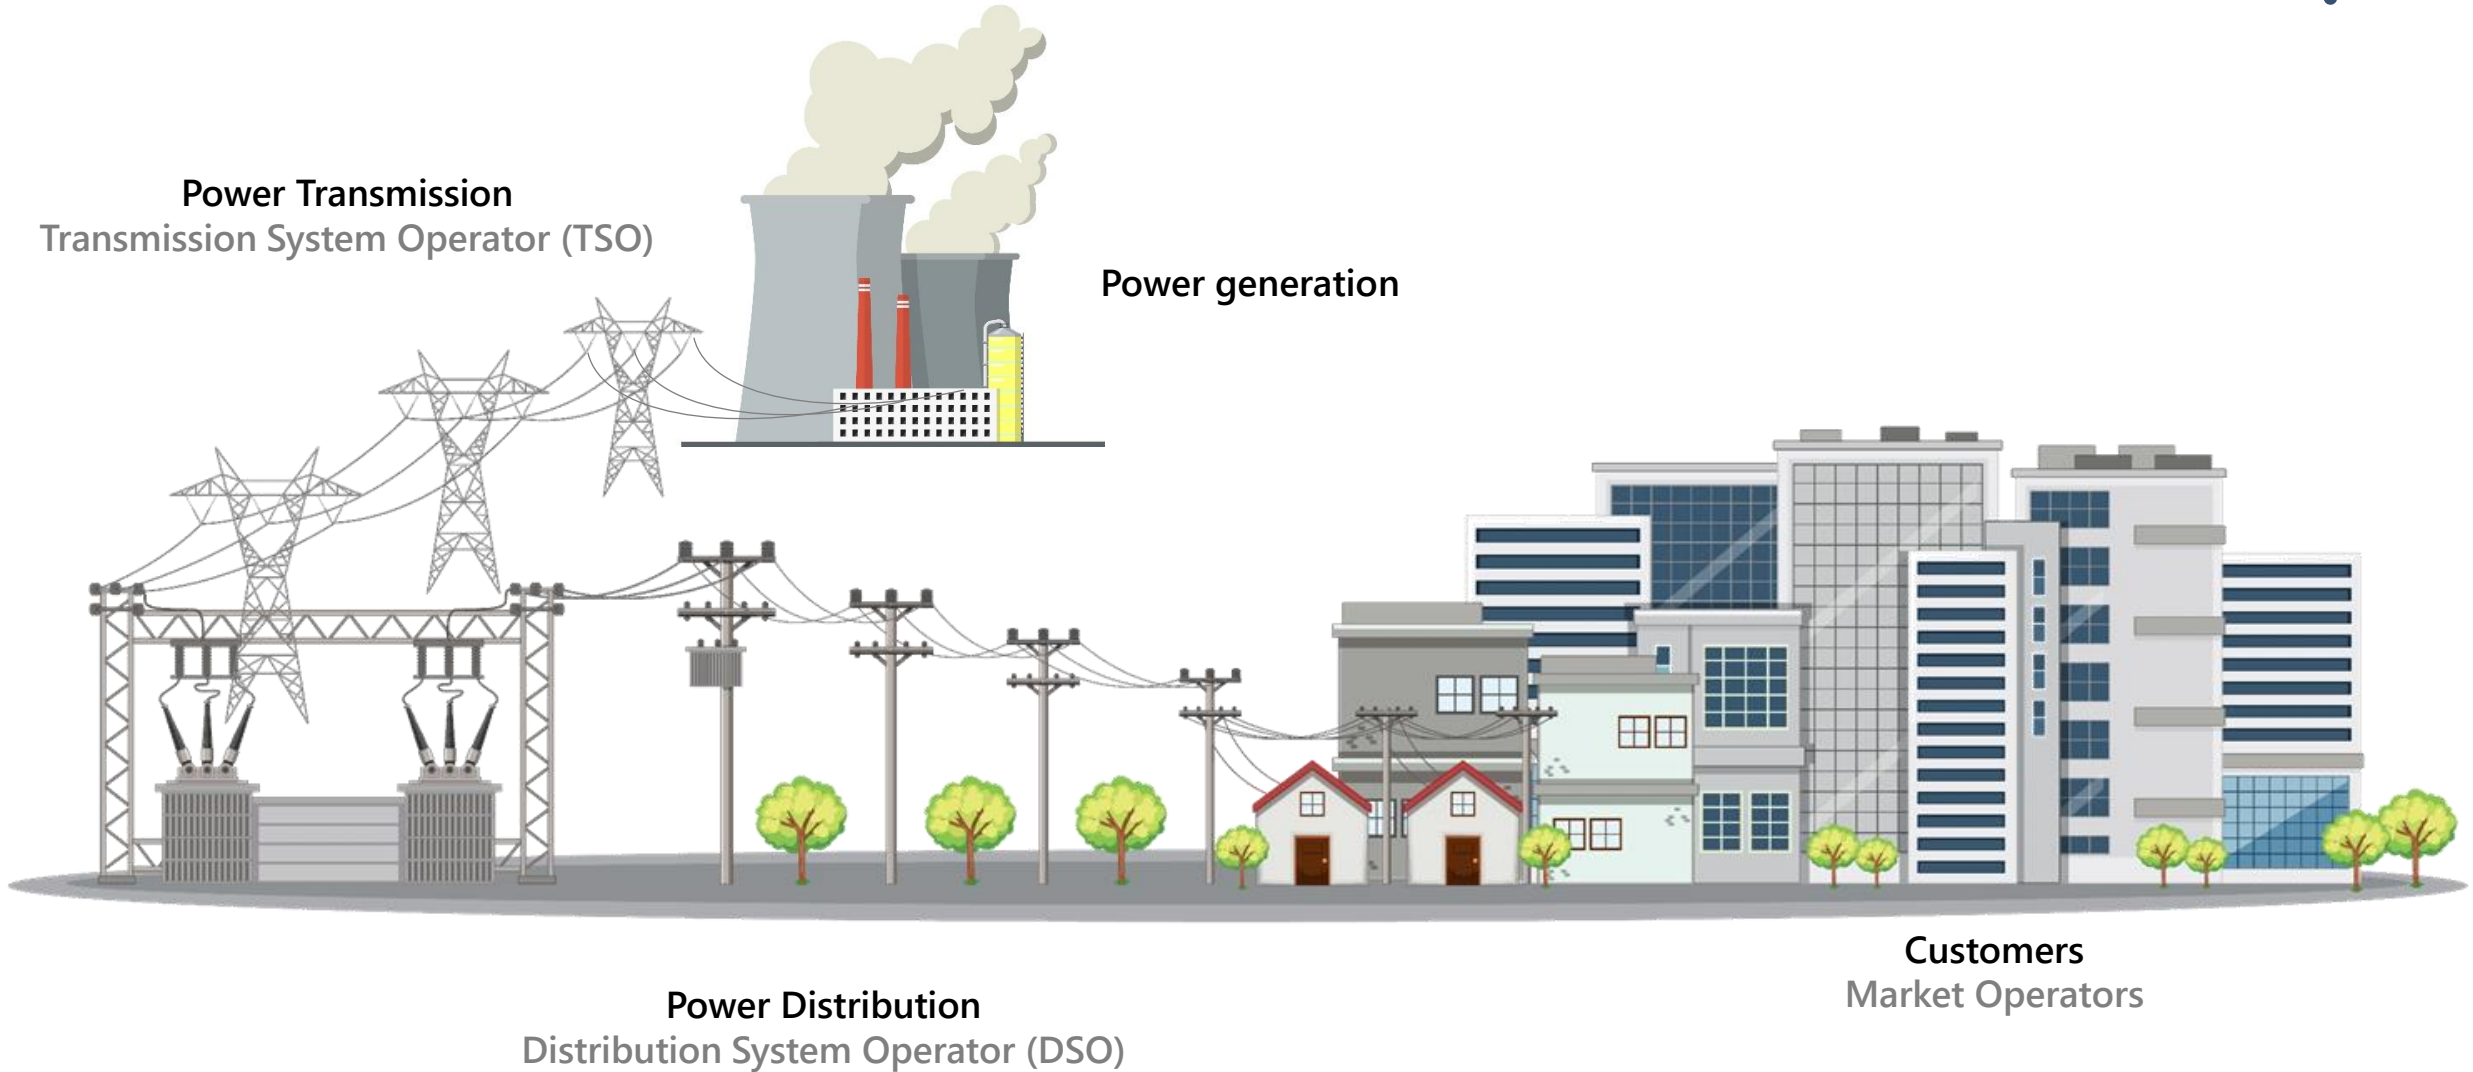 Power Transmission
Transmission System Operator (TSO)
Power generation
Customers
Market Operators
Power Distribution
Distribution System Operator (DSO)